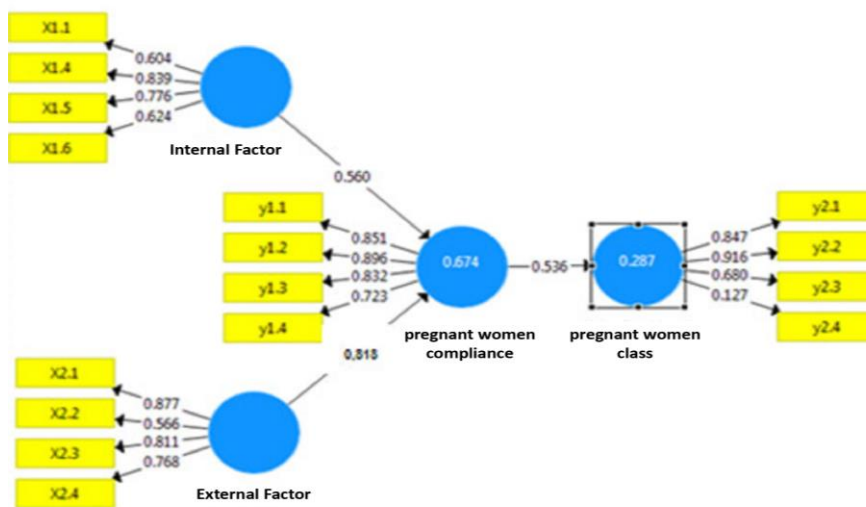 X1.1
0.604
X1.4
0.839
X1.5
0.776
X1.6
0.624
Internal Factor
0.560
y1.1
0.851
y1.2
0.896
y1.3
0.832
y1.4
0.723
0.674
0.536
0.287
y2.1
0.847
y2.2
0.916
y2.3
0.680
y2.4
0.127
pregnant women
compliance
pregnant women
class
0,818
X2.1
0.877
X2.2
0.566
X2.3
0.811
X2.4
0.768
External Factor